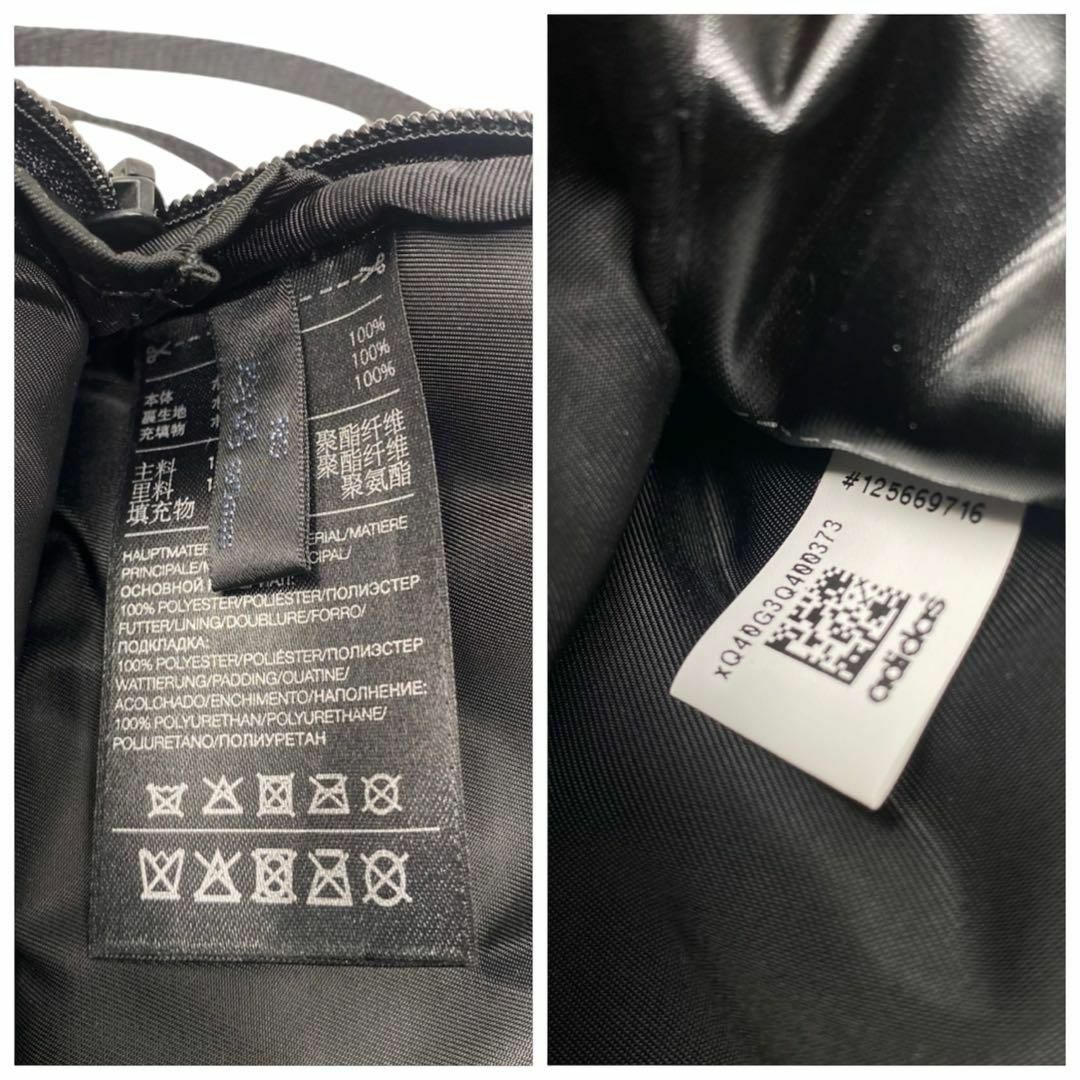 100%
100%
100%
本体
裏生地
充填物
主料
里料
填充物
聚酯纤维
聚酯纤维
聚氨酯
ERIAL/MATIERE
PRINCIPALE/
ОСНОВНОЙ
100% POLYESTER/POLIÉSTER/ПОЛИЭСТЕР
FUTTER/LINING/DOUBLURE/FORRO/
ПОДКЛАДКА:
100% POLYESTER/POLIÉSTER/ПОЛИЭСТЕР
WATTIERUNG/PADDING/OUATINE/
ACOLCHADO/ENCHIMENTO/НАПОЛНЕНИЕ:
100% POLYURETHAN/POLYURETHANE/
POLIURETANO/ПОЛИУРЕТАН
#125669716
xQ40G3Q400373
adidas